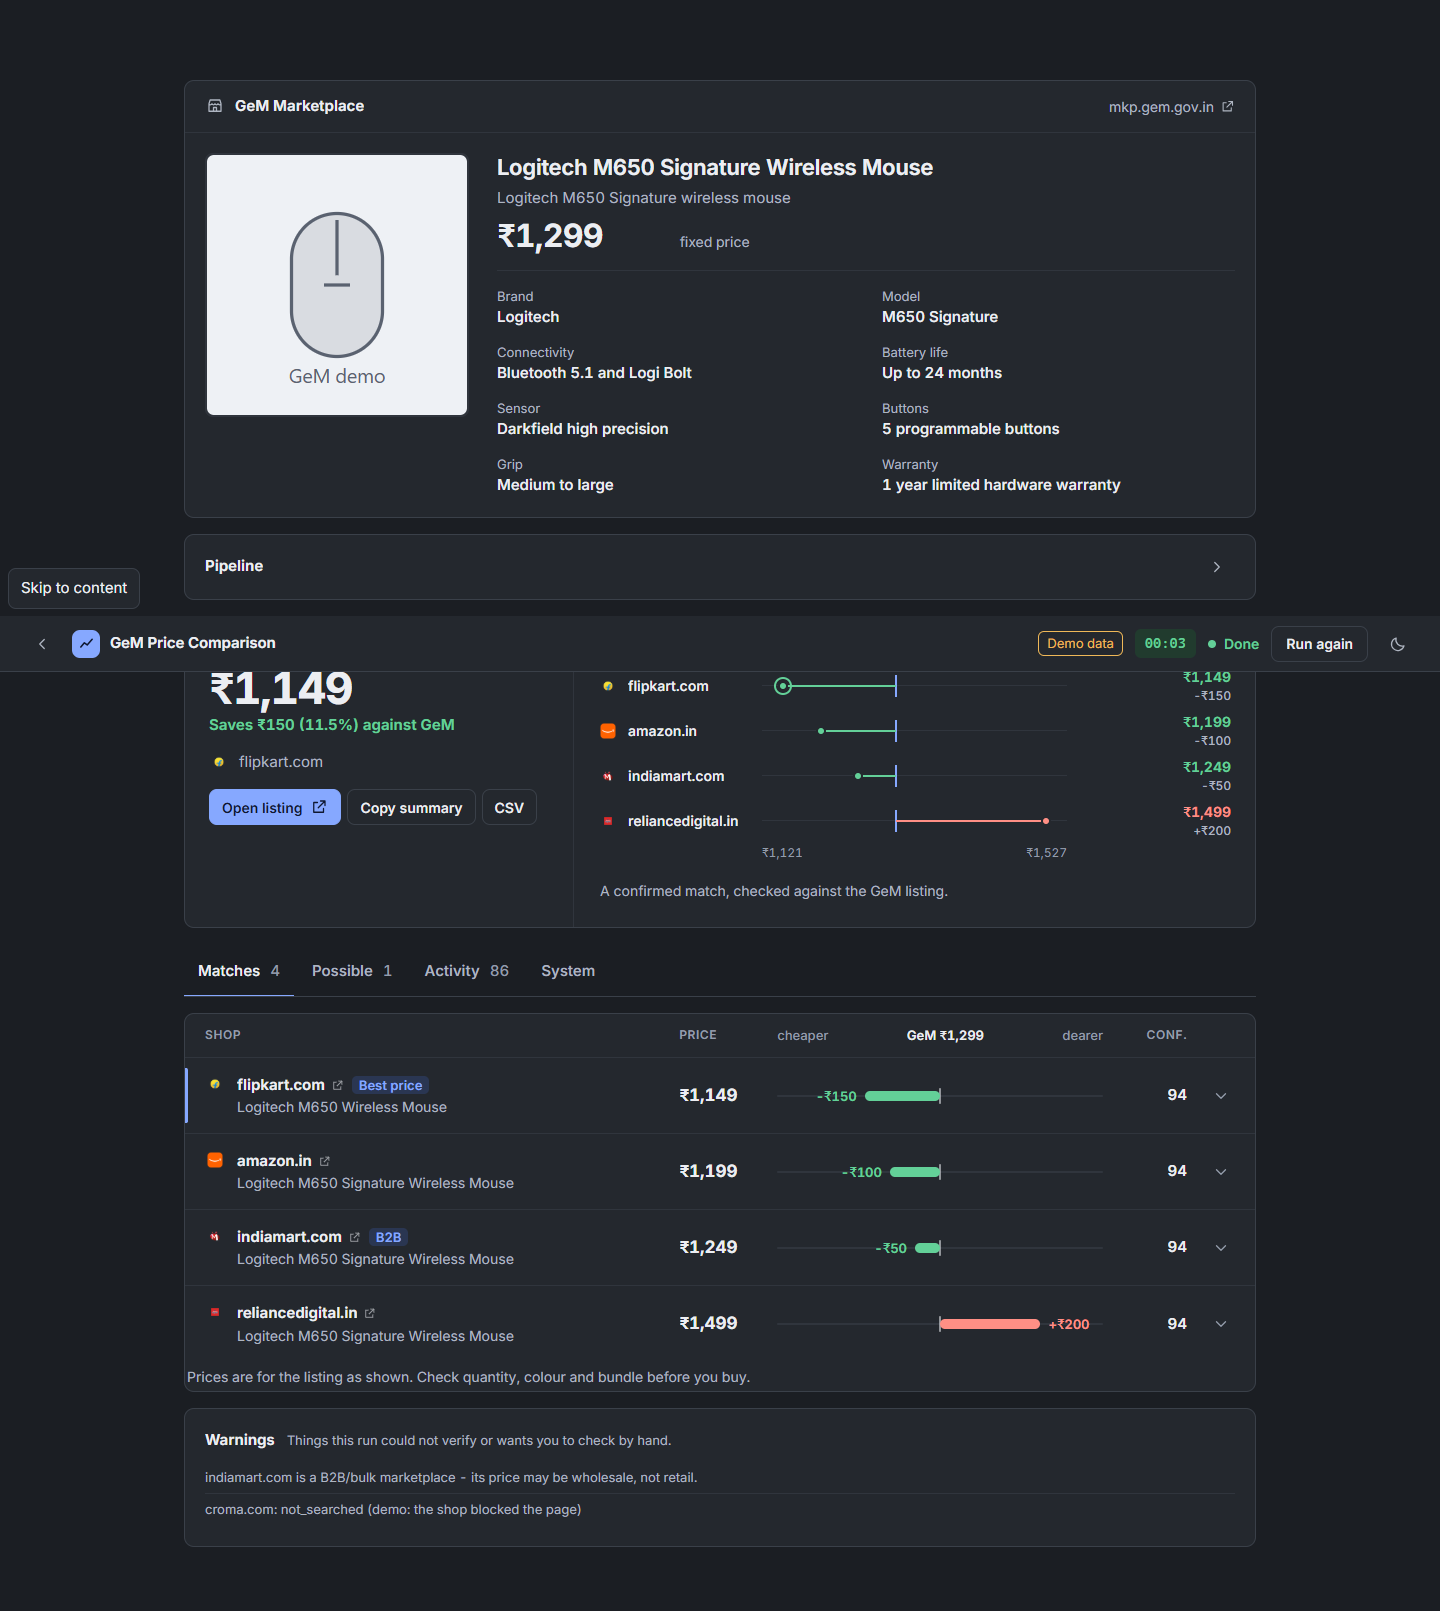 GeM Marketplace
mkp.gem.gov.in
GeM demo
Logitech M650 Signature Wireless Mouse
Logitech M650 Signature wireless mouse
₹1,299 fixed price
Brand
Logitech
Model
M650 Signature
Connectivity
Bluetooth 5.1 and Logi Bolt
Battery life
Up to 24 months
Sensor
Darkfield high precision
Buttons
5 programmable buttons
Grip
Medium to large
Warranty
1 year limited hardware warranty
Pipeline
Skip to content
GeM Price Comparison
Demo data
00:03
Done
Run again
₹1,149
Saves ₹150 (11.5%) against GeM
flipkart.com
Open listing
Copy summary
CSV
flipkart.com ₹1,149
-₹150
amazon.in ₹1,199
-₹100
indiamart.com ₹1,249
-₹50
reliancedigital.in ₹1,499
+₹200
₹1,121 ₹1,527
A confirmed match, checked against the GeM listing.
Matches 4 Possible 1 Activity 86 System
SHOP PRICE cheaper GeM ₹1,299 dearer CONF.
flipkart.com Best price
Logitech M650 Wireless Mouse
₹1,149 -₹150 94
amazon.in
Logitech M650 Signature Wireless Mouse
₹1,199 -₹100 94
indiamart.com B2B
Logitech M650 Signature Wireless Mouse
₹1,249 -₹50 94
reliancedigital.in
Logitech M650 Signature Wireless Mouse
₹1,499 +₹200 94
Prices are for the listing as shown. Check quantity, colour and bundle before you buy.
Warnings Things this run could not verify or wants you to check by hand.
indiamart.com is a B2B/bulk marketplace - its price may be wholesale, not retail.
croma.com: not_searched (demo: the shop blocked the page)